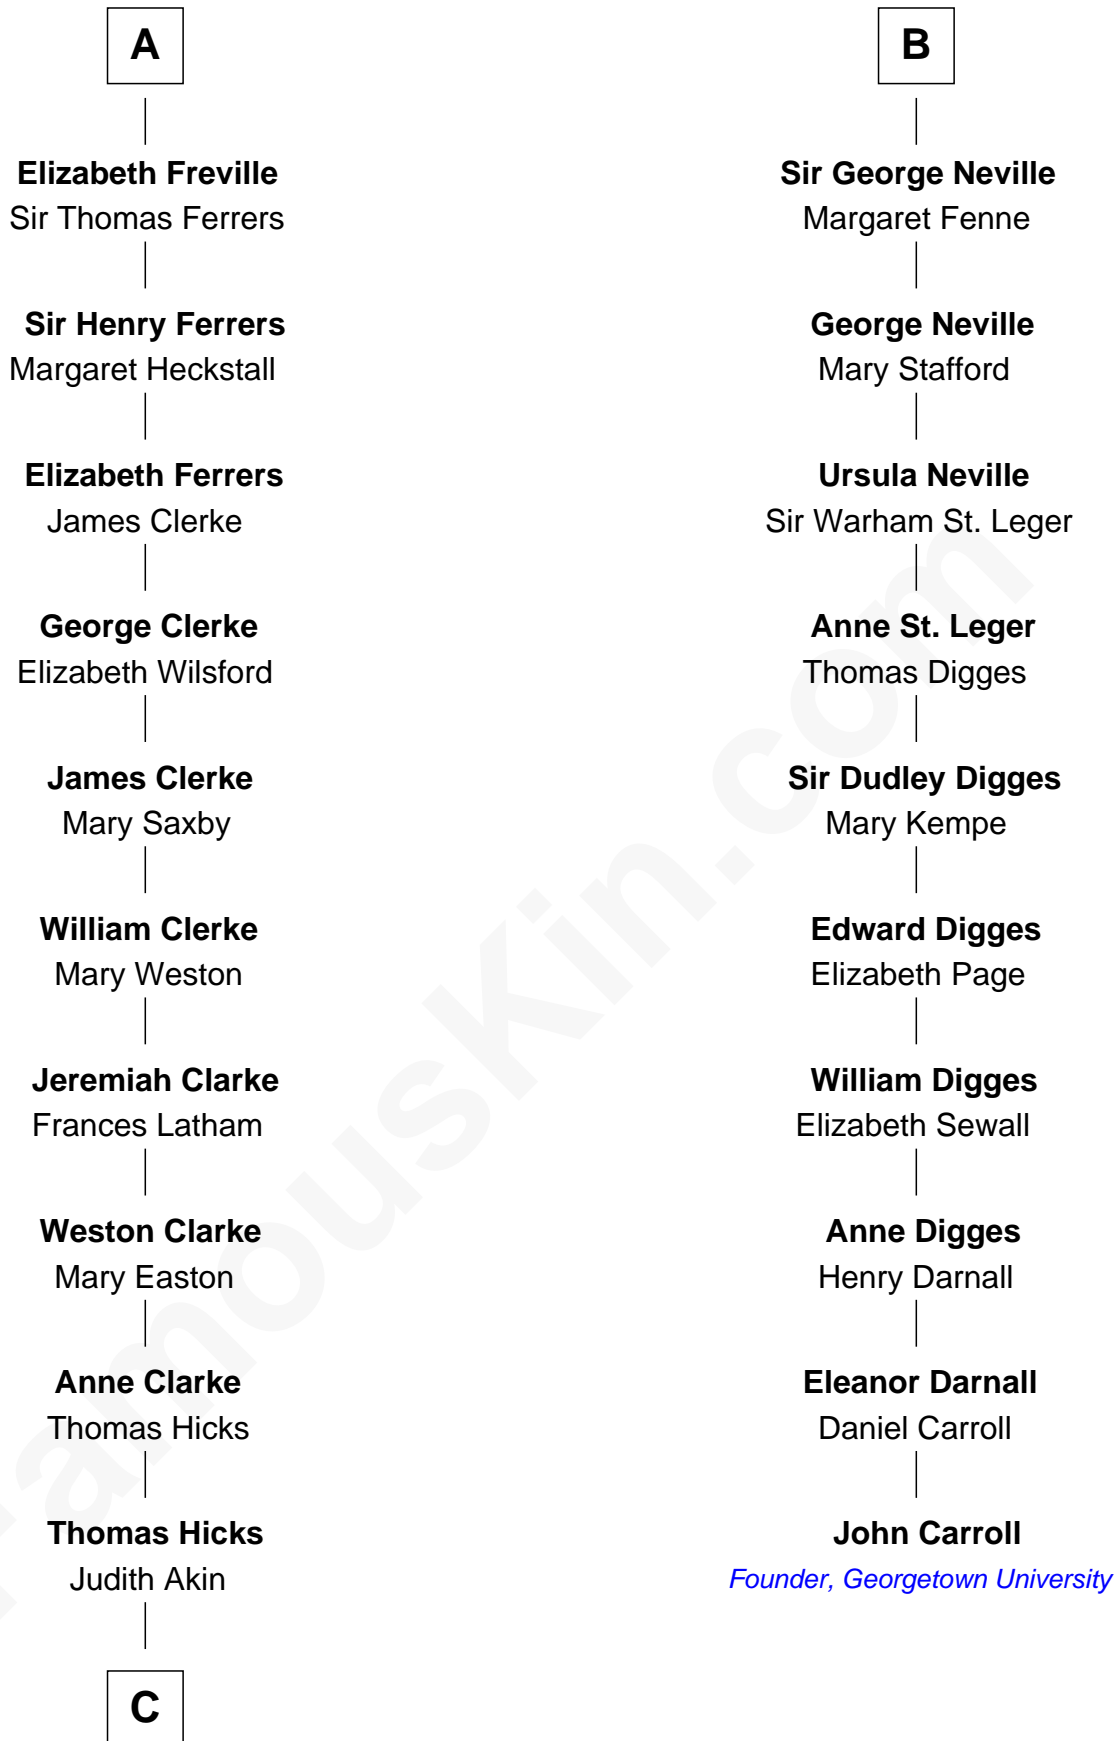 A
Elizabeth Freville
Sir Thomas Ferrers
Sir Henry Ferrers
Margaret Heckstall
Elizabeth Ferrers
James Clerke
George Clerke
Elizabeth Wilsford
James Clerke
Mary Saxby
William Clerke
Mary Weston
Jeremiah Clarke
Frances Latham
Weston Clarke
Mary Easton
Anne Clarke
Thomas Hicks
Thomas Hicks
Judith Akin
C
B
Sir George Neville
Margaret Fenne
George Neville
Mary Stafford
Ursula Neville
Sir Warham St. Leger
Anne St. Leger
Thomas Digges
Sir Dudley Digges
Mary Kempe
Edward Digges
Elizabeth Page
William Digges
Elizabeth Sewall
Anne Digges
Henry Darnall
Eleanor Darnall
Daniel Carroll
John Carroll
Founder, Georgetown University
FamousKin.com